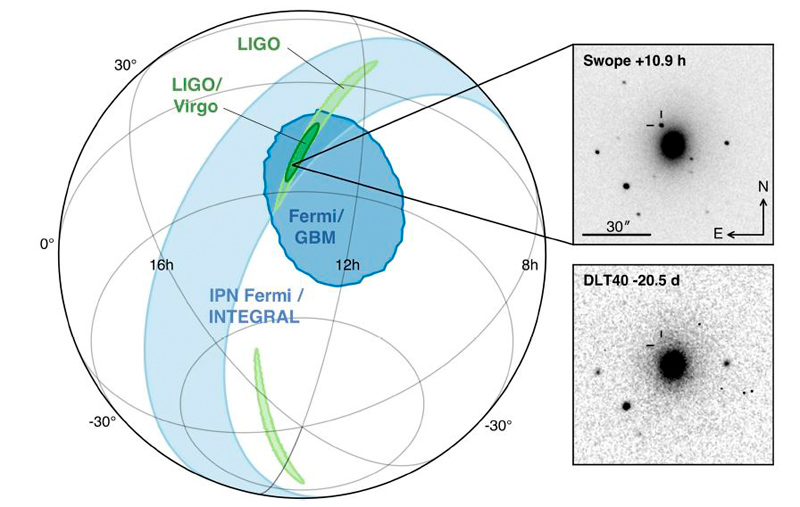 LIGO
LIGO/
Virgo
30°
0°
-30°
16h
12h
8h
-30°
Fermi/
GBM
IPN Fermi /
INTEGRAL
Swope +10.9 h
30″
N
E
DLT40 -20.5 d